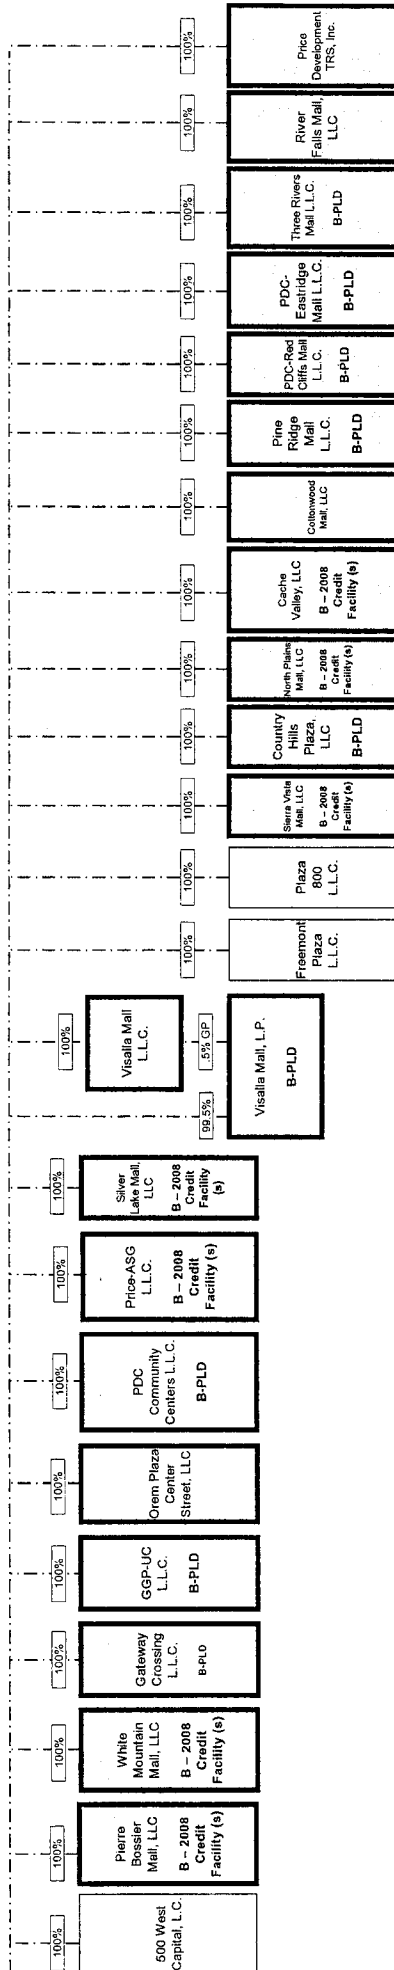 100%
Price
Development
TRS, Inc.
100%
River
Falls Mall,
LLC
100%
Three Rivers
Mall L.L.C.
B-PLD
100%
PDC-
Eastridge
Mall L.L.C.
B-PLD
100%
PDC-Red
Cliffs Mall
L.L.C.
B-PLD
100%
Pine
Ridge
Mall
L.L.C.
B-PLD
100%
Cottonwood
Mall, LLC
100%
Cache
Valley, LLC
B – 2008
Credit
Facility (s)
100%
North Plains
Mall, LLC
B – 2008
Credit
Facility (s)
100%
Country
Hills
Plaza,
LLC
B-PLD
100%
Sierra Vista
Mall, LLC
B – 2008
Credit
Facility (s)
100%
Plaza
800
L.L.C.
100%
Freemont
Plaza
L.L.C.
100%
Visalia Mall
L.L.C.
.5% GP
99.5%
Visalia Mall, L.P.
B-PLD
100%
Silver
Lake Mall,
LLC
B – 2008
Credit
Facility
(s)
100%
Price-ASG
L.L.C.
B – 2008
Credit
Facility (s)
100%
PDC
Community
Centers L.L.C.
B-PLD
100%
Orem Plaza
Center
Street, LLC
100%
GGP-UC
L.L.C.
B-PLD
100%
Gateway
Crossing
L.L.C.
B-PLD
100%
White
Mountain
Mall, LLC
B – 2008
Credit
Facility (s)
100%
Pierre
Bossier
Mall, LLC
B – 2008
Credit
Facility (s)
100%
500 West
Capital, L.C.